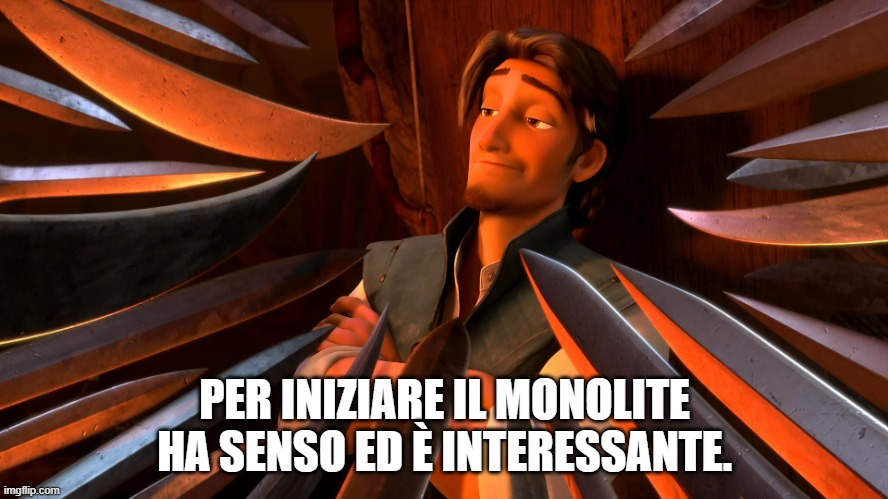 PER INIZIARE IL MONOLITE
HA SENSO ED È INTERESSANTE.
imgflip.com